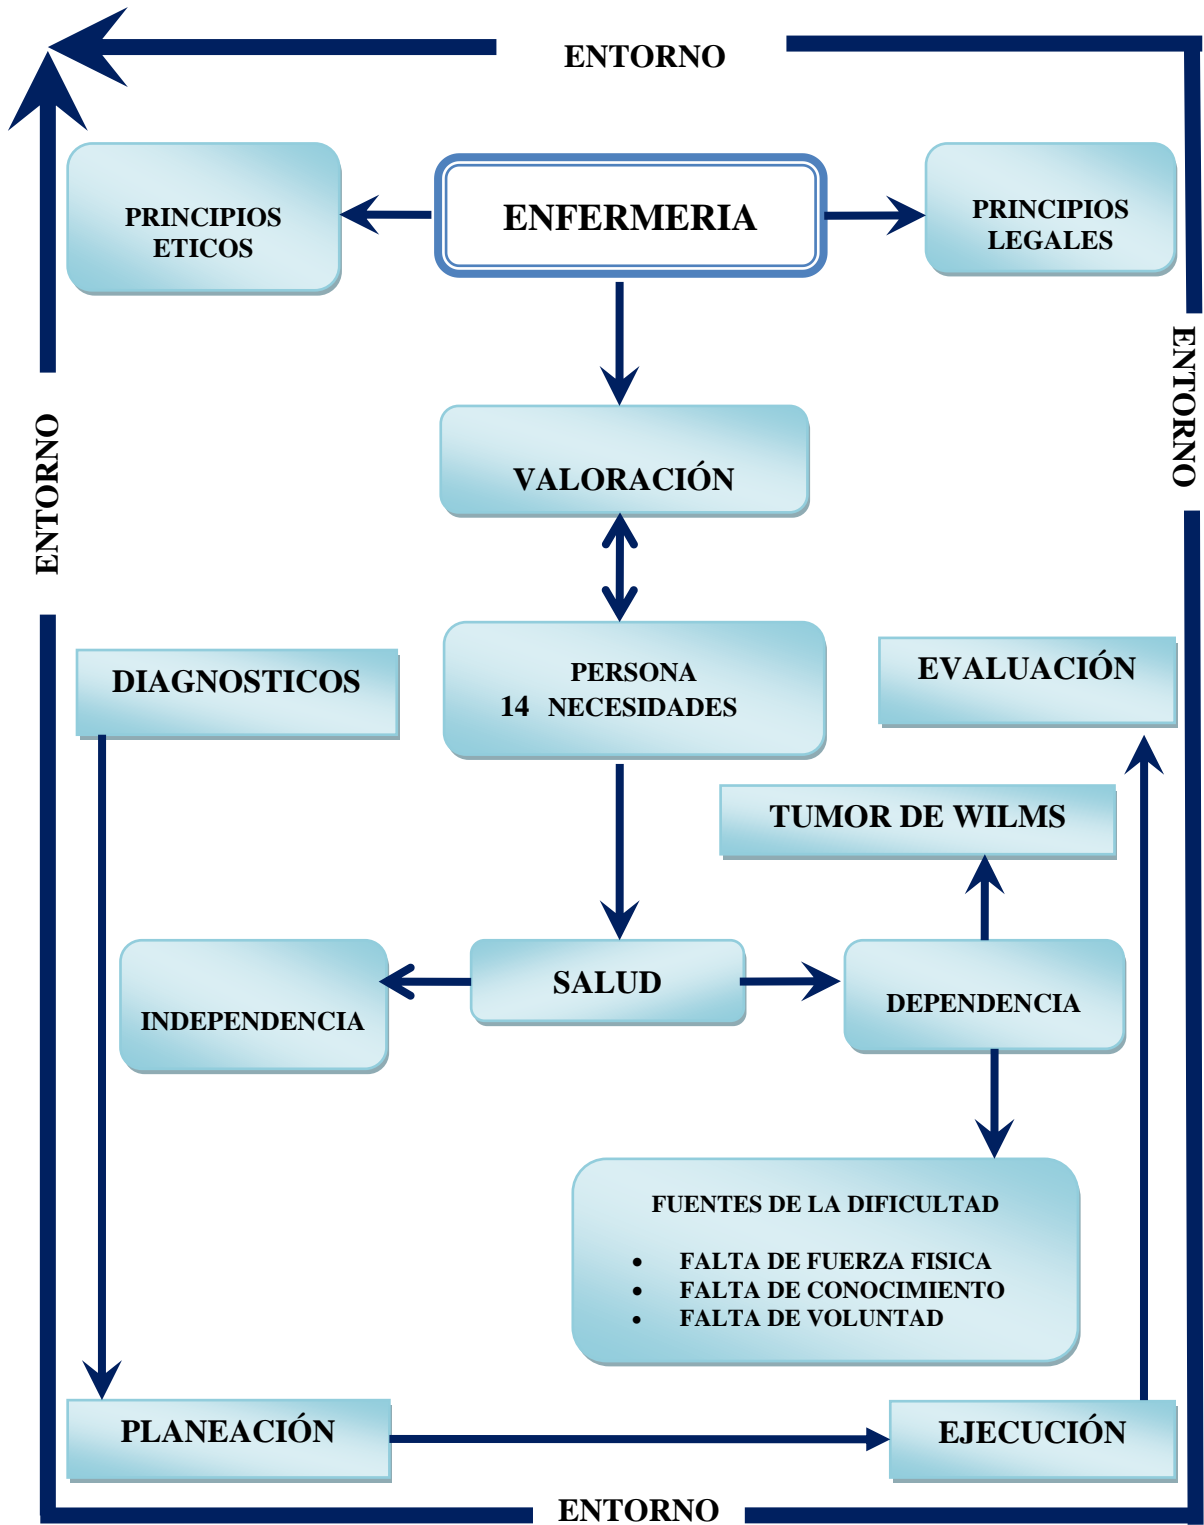 ENTORNO
PRINCIPIOS
ETICOS
ENFERMERIA
PRINCIPIOS
LEGALES
ENTORNO
ENTORNO
VALORACIÓN
DIAGNOSTICOS
PERSONA
14 NECESIDADES
EVALUACIÓN
TUMOR DE WILMS
INDEPENDENCIA
SALUD
DEPENDENCIA
FUENTES DE LA DIFICULTAD
• FALTA DE FUERZA FISICA
• FALTA DE CONOCIMIENTO
• FALTA DE VOLUNTAD
PLANEACIÓN
EJECUCIÓN
ENTORNO